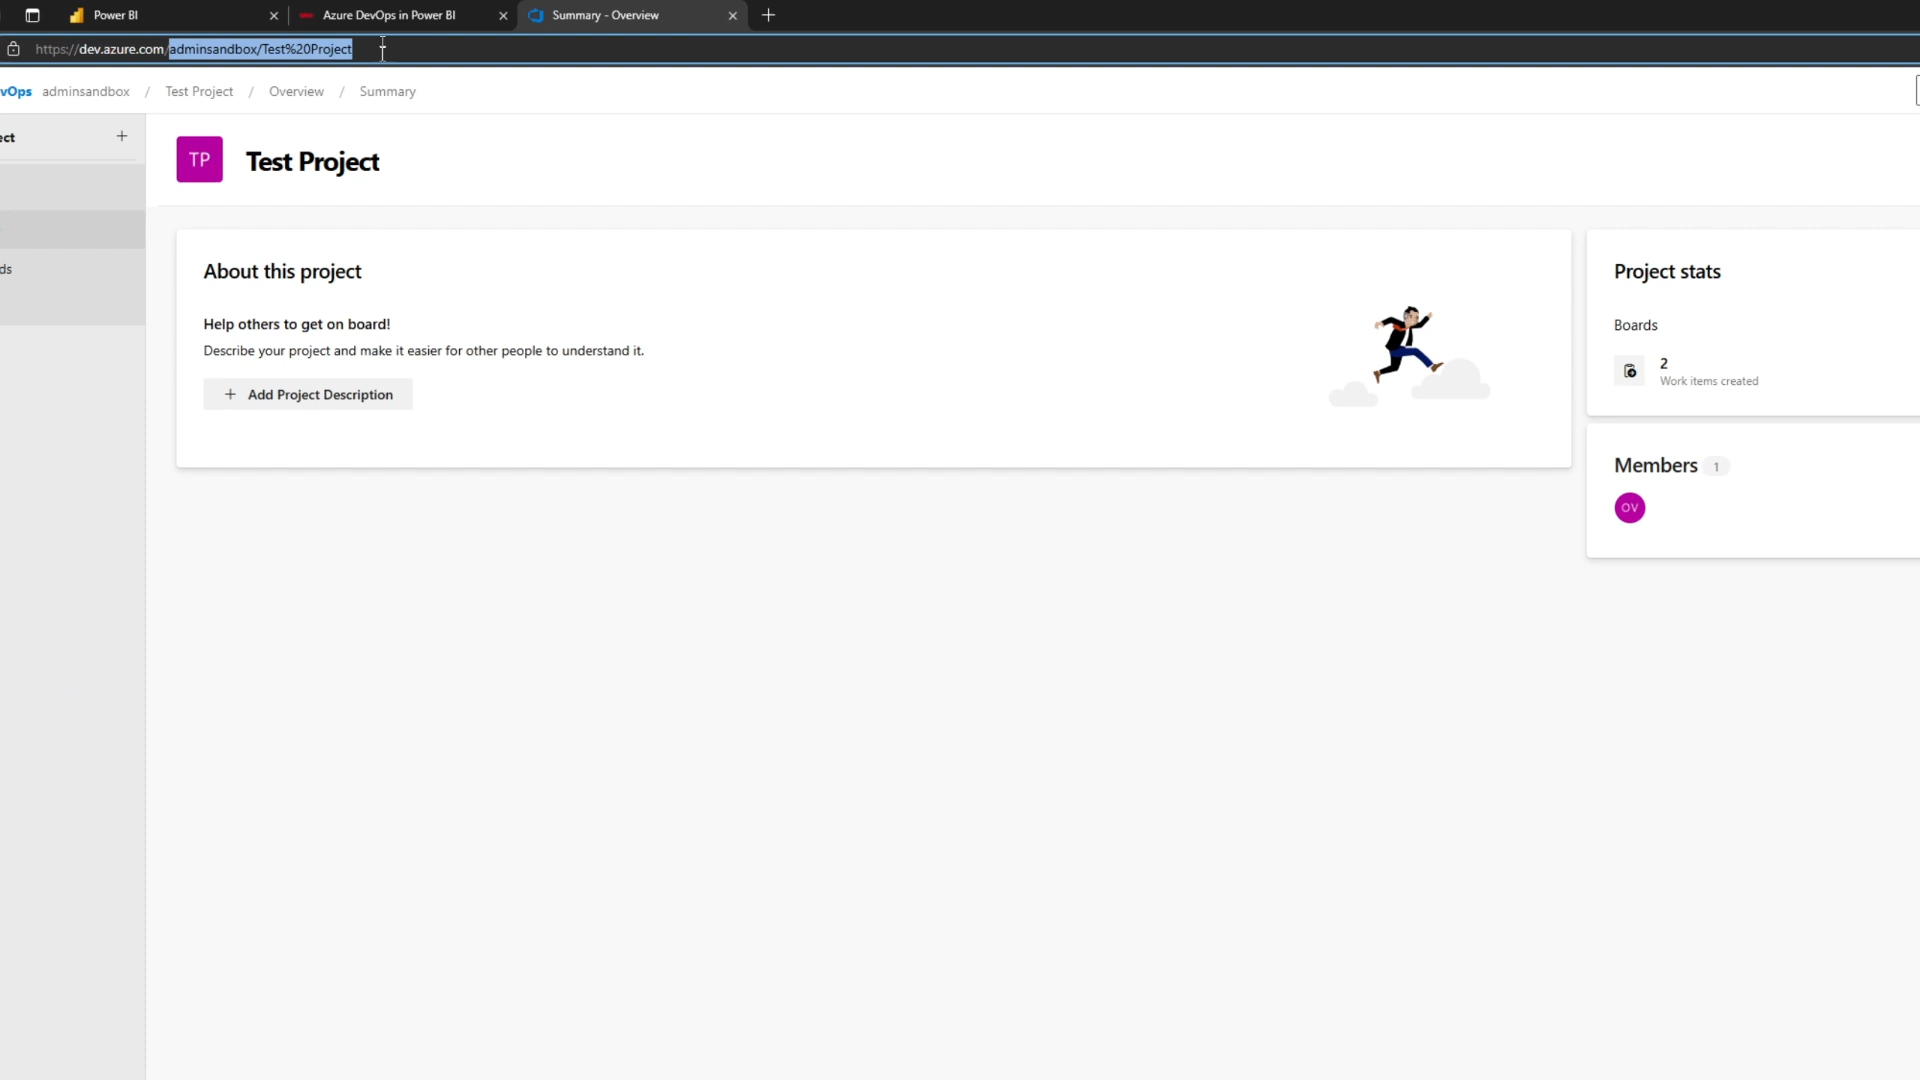 Power BI
Azure DevOps in Power BI
Summary - Overview
https://dev.azure.com/adminsandbox/Test%20Project
vOps adminsandbox / Test Project / Overview / Summary
ect
TP Test Project
ds
About this project
Help others to get on board!
Describe your project and make it easier for other people to understand it.
+ Add Project Description
Project stats
Boards
2
Work items created
Members 1
OV